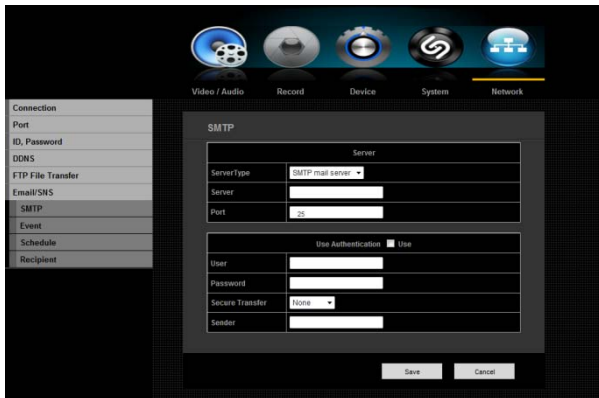 Video / Audio Record Device System Network
Connection
Port
ID, Password
DDNS
FTP File Transfer
Email/SNS
SMTP
Event
Schedule
Recipient
SMTP
Server
ServerType SMTP mail server
Server
Port 25
Use Authentication Use
User
Password
Secure Transfer None
Sender
Save Cancel